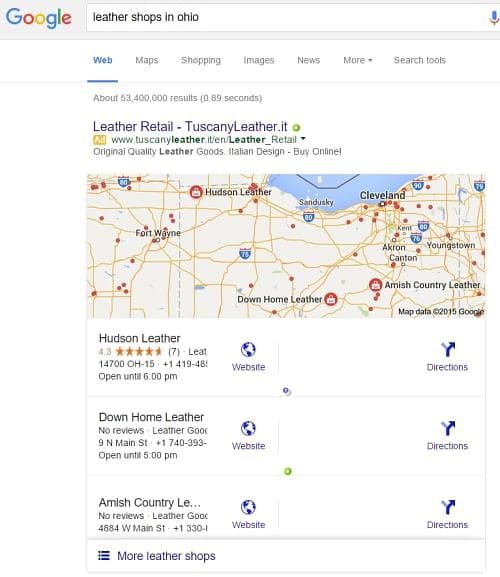 Google leather shops in ohio
Web Maps Shopping Images News More Search tools
About 53,400,000 results (0.89 seconds)
Leather Retail - TuscanyLeather.it
Ad www.tuscanyleather.it/en/Leather_Retail
Original Quality Leather Goods. Italian Design - Buy Online!
80 90 79
Hudson Leather
Cleveland
Sandusky
80
Fort Wayne
Kent 80
76
Akron Youngstown
75
Canton
Amish Country Leather
Down Home Leather
Map data ©2015 Google
Hudson Leather
4.3 (7) · Leat
14700 OH-15 · +1 419-485
Open until 6:00 pm
Website
Directions
Down Home Leather
No reviews · Leather Good
9 N Main St · +1 740-393-
Open until 5:00 pm
Website
Directions
Amish Country Le...
No reviews · Leather Good
4884 W Main St · +1 330-
Website
Directions
More leather shops